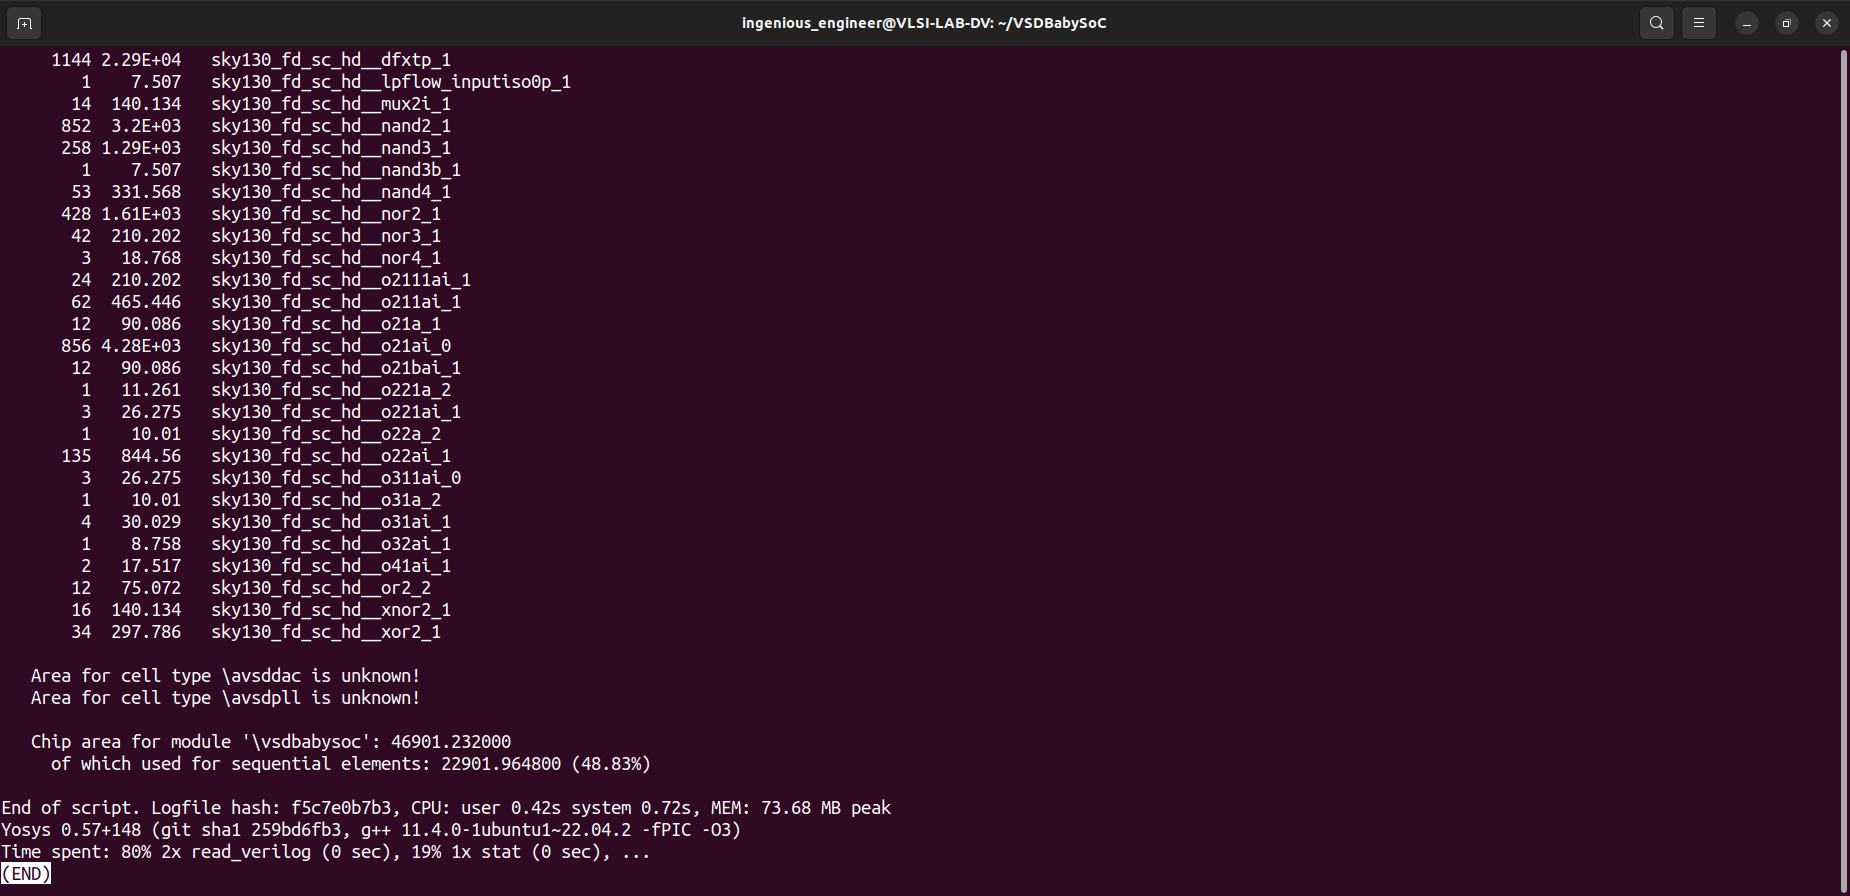 ingenious_engineer@VLSI-LAB-DV: ~/VSDBabySoC
1144 2.29E+04 sky130_fd_sc_hd__dfxtp_1
1 7.507 sky130_fd_sc_hd__lpflow_inputiso0p_1
14 140.134 sky130_fd_sc_hd__mux2i_1
852 3.2E+03 sky130_fd_sc_hd__nand2_1
258 1.29E+03 sky130_fd_sc_hd__nand3_1
1 7.507 sky130_fd_sc_hd__nand3b_1
53 331.568 sky130_fd_sc_hd__nand4_1
428 1.61E+03 sky130_fd_sc_hd__nor2_1
42 210.202 sky130_fd_sc_hd__nor3_1
3 18.768 sky130_fd_sc_hd__nor4_1
24 210.202 sky130_fd_sc_hd__o2111ai_1
62 465.446 sky130_fd_sc_hd__o211ai_1
12 90.086 sky130_fd_sc_hd__o21a_1
856 4.28E+03 sky130_fd_sc_hd__o21ai_0
12 90.086 sky130_fd_sc_hd__o21bai_1
1 11.261 sky130_fd_sc_hd__o221a_2
3 26.275 sky130_fd_sc_hd__o221ai_1
1 10.01 sky130_fd_sc_hd__o22a_2
135 844.56 sky130_fd_sc_hd__o22ai_1
3 26.275 sky130_fd_sc_hd__o311ai_0
1 10.01 sky130_fd_sc_hd__o31a_2
4 30.029 sky130_fd_sc_hd__o31ai_1
1 8.758 sky130_fd_sc_hd__o32ai_1
2 17.517 sky130_fd_sc_hd__o41ai_1
12 75.072 sky130_fd_sc_hd__or2_2
16 140.134 sky130_fd_sc_hd__xnor2_1
34 297.786 sky130_fd_sc_hd__xor2_1
Area for cell type \avsddac is unknown!
Area for cell type \avsdpll is unknown!
Chip area for module '\vsdbabysoc': 46901.232000
of which used for sequential elements: 22901.964800 (48.83%)
End of script. Logfile hash: f5c7e0b7b3, CPU: user 0.42s system 0.72s, MEM: 73.68 MB peak
Yosys 0.57+148 (git sha1 259bd6fb3, g++ 11.4.0-1ubuntu1~22.04.2 -fPIC -O3)
Time spent: 80% 2x read_verilog (0 sec), 19% 1x stat (0 sec), ...
(END)